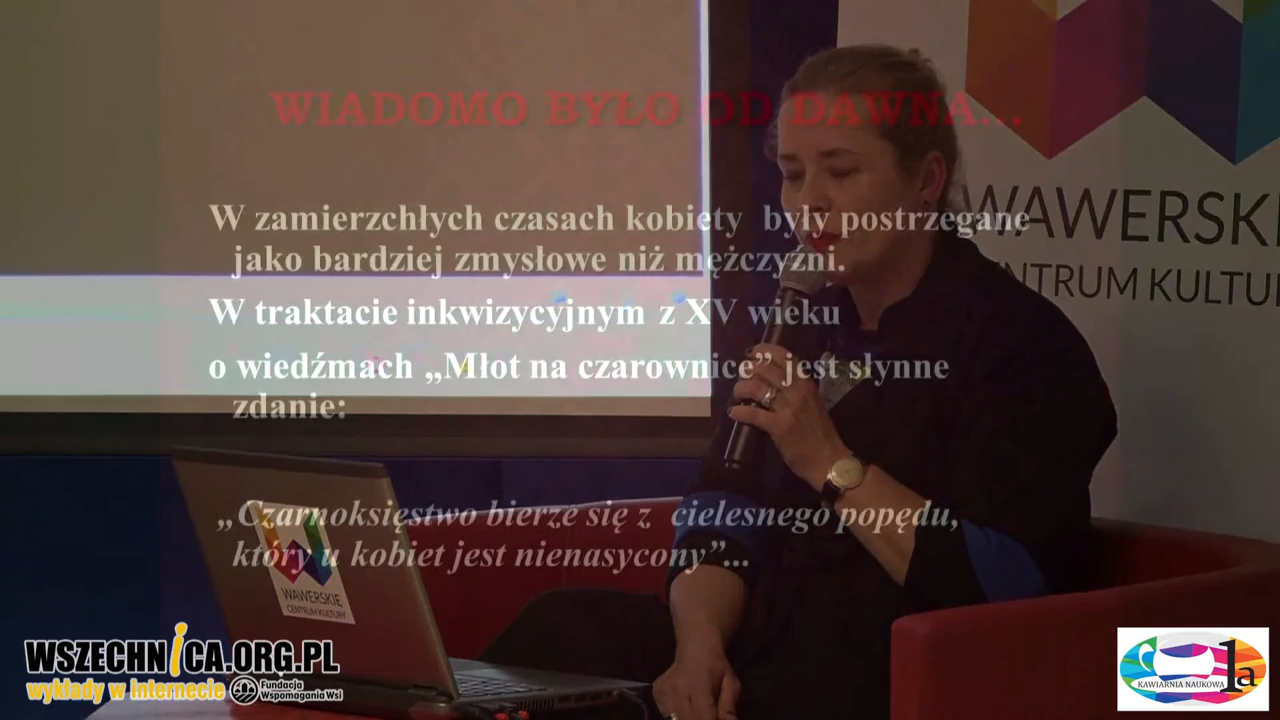 WIADOMO BYŁO OD DAWNA...
W zamierzchłych czasach kobiety były postrzegane
jako bardziej zmysłowe niż mężczyźni.
W traktacie inkwizycyjnym z XV wieku
o wiedźmach „Młot na czarownice” jest słynne
zdanie:
„Czarnoksięstwo bierze się z cielesnego popędu,
który u kobiet jest nienasycony”...
WAWERSKI
CENTRUM KULTU
WAWERSKIE
CENTRUM KULTURY
WSZECHNICA.ORG.PL
wykłady w Internecie
Fundacja
Wspomagania Wsi
KAWIARNIA NAUKOWA 1a